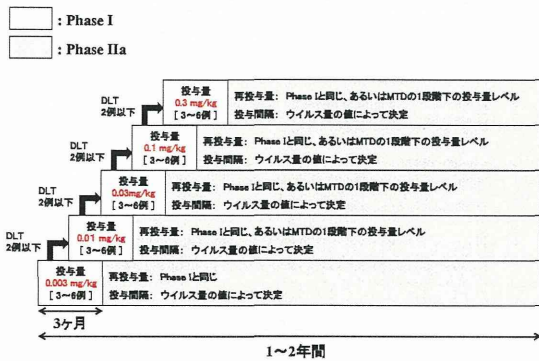 : Phase I
: Phase IIa
DLT
2例以下
投与量
0.3 mg/kg
[ 3～6例 ]
再投与量: Phase Iと同じ、あるいはMTDの1段階下の投与量レベル
投与間隔: ウイルス量の値によって決定
DLT
2例以下
投与量
0.1 mg/kg
[ 3～6例 ]
再投与量: Phase Iと同じ、あるいはMTDの1段階下の投与量レベル
投与間隔: ウイルス量の値によって決定
DLT
2例以下
投与量
0.03mg/kg
[ 3～6例 ]
再投与量: Phase Iと同じ、あるいはMTDの1段階下の投与量レベル
投与間隔: ウイルス量の値によって決定
DLT
2例以下
投与量
0.01 mg/kg
[ 3～6例 ]
再投与量: Phase Iと同じ、あるいはMTDの1段階下の投与量レベル
投与間隔: ウイルス量の値によって決定
投与量
0.003 mg/kg
[ 3～6例 ]
再投与量: Phase Iと同じ
投与間隔: ウイルス量の値によって決定
3ヶ月
1～2年間